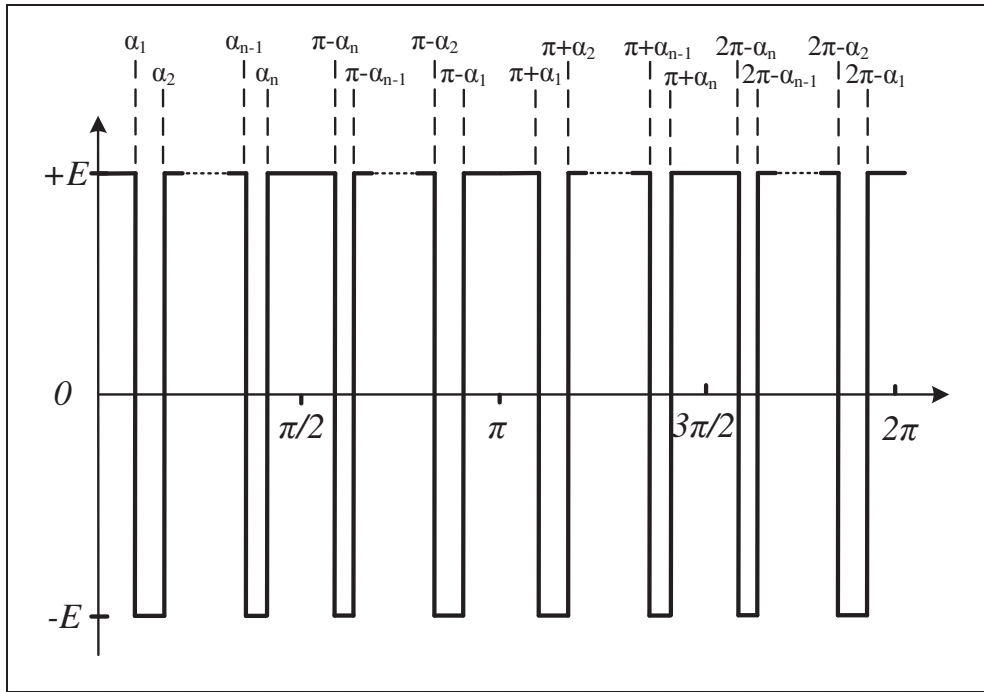 α₁ αₙ₋₁ π-αₙ π-α₂ π+α₂ π+αₙ₋₁ 2π-αₙ 2π-α₂
α₂ αₙ π-αₙ₋₁ π-α₁ π+α₁ π+αₙ 2π-αₙ₋₁ 2π-α₁
+E
0
π/2 π 3π/2 2π
-E